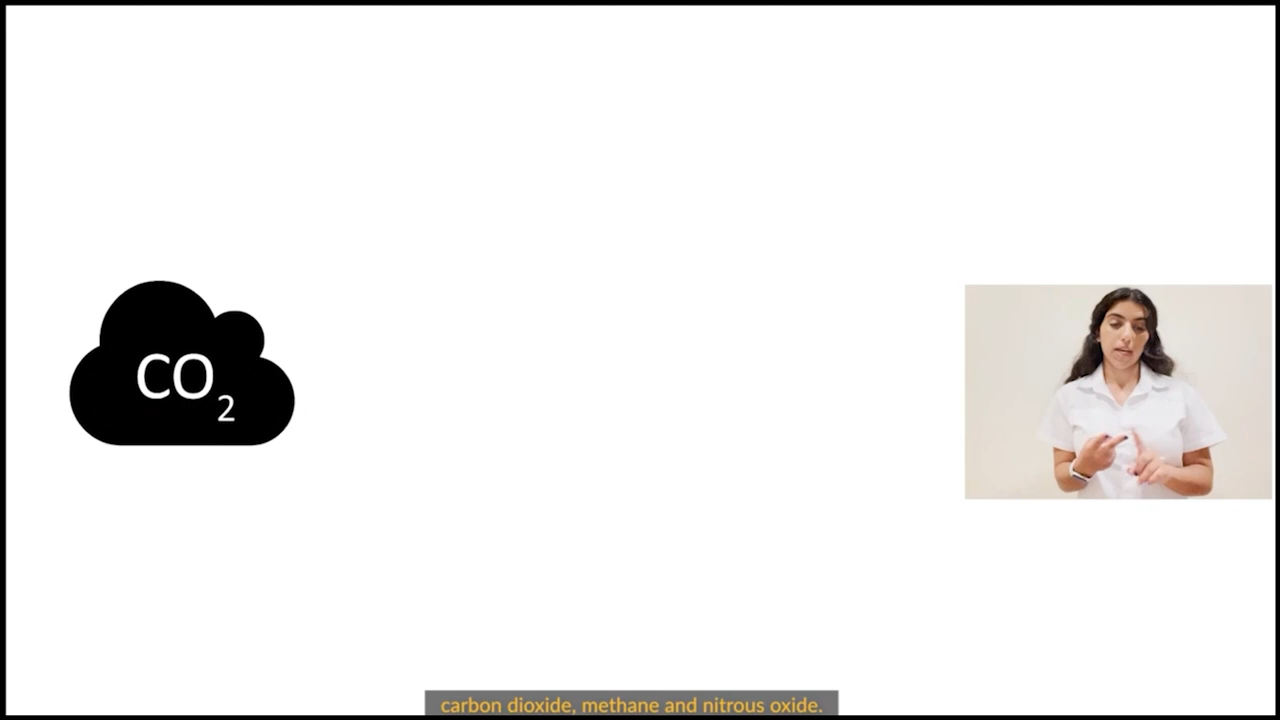 CO₂
carbon dioxide, methane and nitrous oxide.